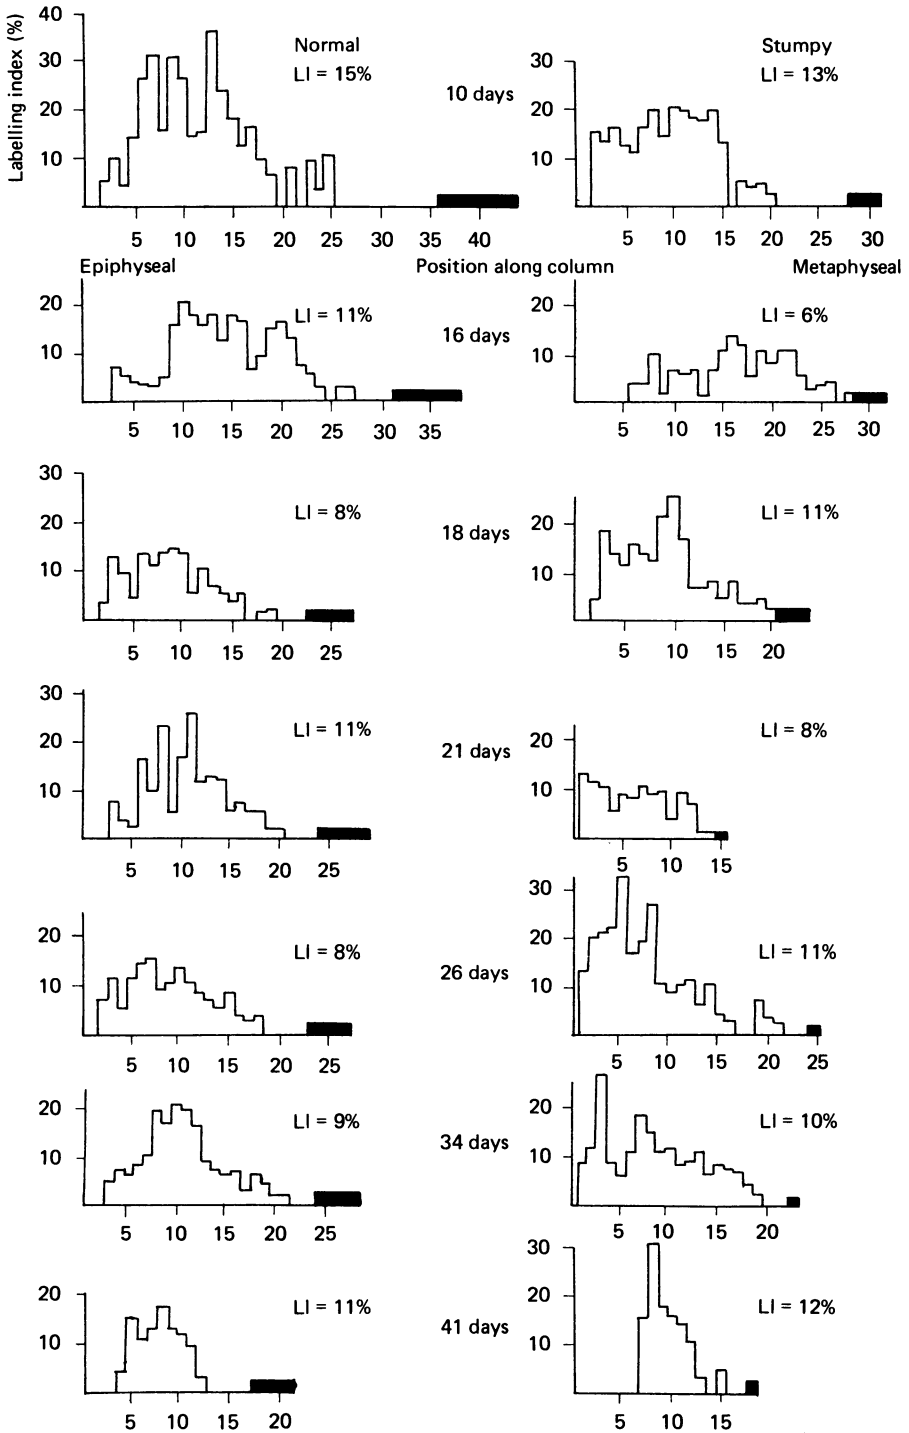 Labelling index (%)
40
30
20
10
Normal
LI = 15%
5 10 15 20 25 30 35 40
10 days
Stumpy
LI = 13%
30
20
10
5 10 15 20 25 30
Epiphyseal
Position along column
Metaphyseal
20
10
LI = 11%
5 10 15 20 25 30 35
16 days
10
20
LI = 6%
5 10 15 20 25 30
30
20
10
LI = 8%
5 10 15 20 25
18 days
20
10
LI = 11%
5 10 15 20
30
20
10
LI = 11%
5 10 15 20 25
21 days
20
10
LI = 8%
5 10 15
20
10
LI = 8%
5 10 15 20 25
26 days
30
20
10
LI = 11%
5 10 15 20 25
20
10
LI = 9%
5 10 15 20 25
34 days
20
10
LI = 10%
5 10 15 20
20
10
LI = 11%
5 10 15 20
41 days
30
20
10
LI = 12%
5 10 15